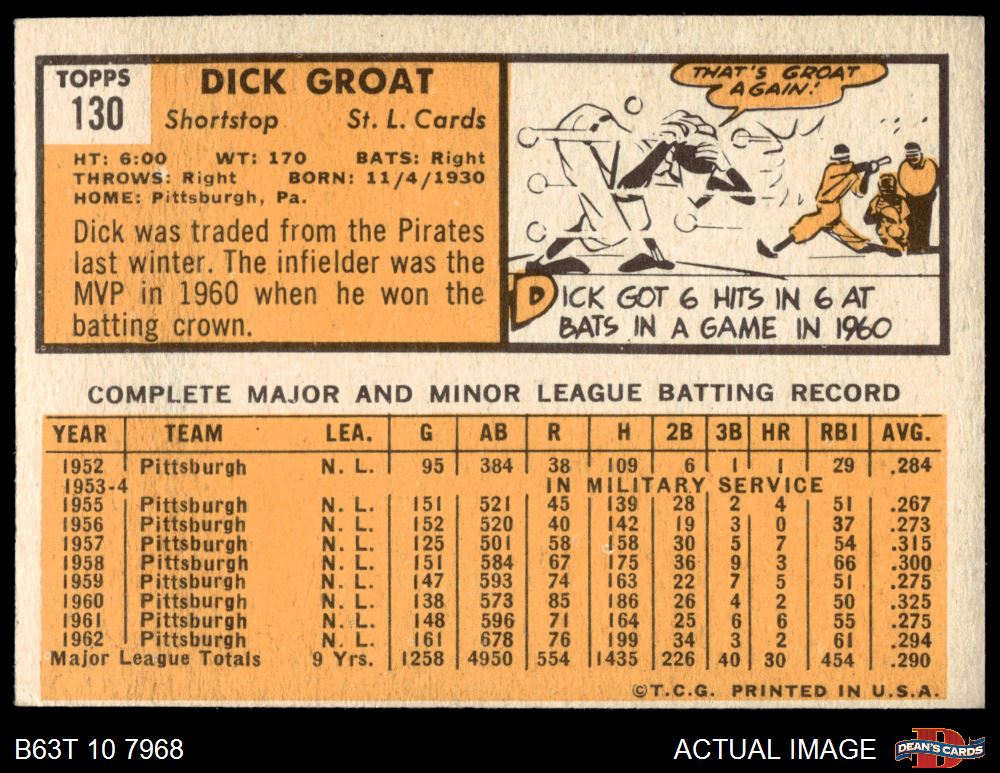 TOPPS
130
DICK GROAT
Shortstop St. L. Cards
HT: 6:00 WT: 170 BATS: Right
THROWS: Right BORN: 11/4/1930
HOME: Pittsburgh, Pa.
Dick was traded from the Pirates
last winter. The infielder was the
MVP in 1960 when he won the
batting crown.
THAT'S GROAT
AGAIN!
DICK GOT 6 HITS IN 6 AT
BATS IN A GAME IN 1960
COMPLETE MAJOR AND MINOR LEAGUE BATTING RECORD
YEAR TEAM LEA. G AB R H 2B 3B HR RBI AVG.
1952 Pittsburgh N. L. 95 384 38 109 6 1 1 29 .284
1953-4 IN MILITARY SERVICE
1955 Pittsburgh N. L. 151 521 45 139 28 2 4 51 .267
1956 Pittsburgh N. L. 152 520 40 142 19 3 0 37 .273
1957 Pittsburgh N. L. 125 501 58 158 30 5 7 54 .315
1958 Pittsburgh N. L. 151 584 67 175 36 9 3 66 .300
1959 Pittsburgh N. L. 147 593 74 163 22 7 5 51 .275
1960 Pittsburgh N. L. 138 573 85 186 26 4 2 50 .325
1961 Pittsburgh N. L. 148 596 71 164 25 6 6 55 .275
1962 Pittsburgh N. L. 161 678 76 199 34 3 2 61 .294
Major League Totals 9 Yrs. 1258 4950 554 1435 226 40 30 454 .290
©T.C.G. PRINTED IN U.S.A.
B63T 10 7968
ACTUAL IMAGE
D
DEAN'S CARDS